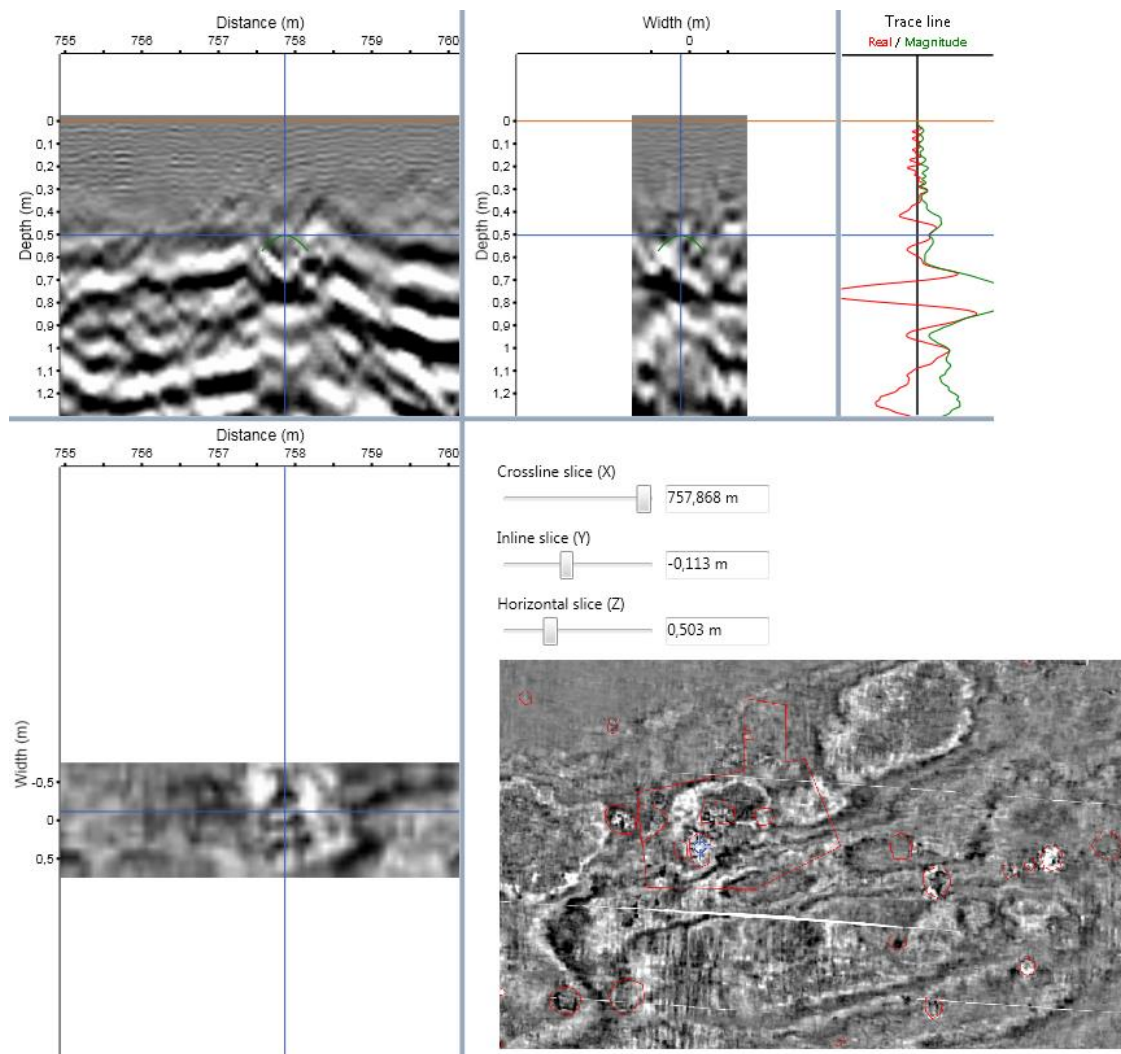 Distance (m)
755 756 757 758 759 760
Depth (m)
0
0,1
0,2
0,3
0,4
0,5
0,6
0,7
0,8
0,9
1
1,1
1,2
Width (m)
0
Depth (m)
0
0,1
0,2
0,3
0,4
0,5
0,6
0,7
0,8
0,9
1
1,1
1,2
Trace line
Real / Magnitude
Distance (m)
755 756 757 758 759 760
Width (m)
-0,5
0
0,5
Crossline slice (X)
757,868 m
Inline slice (Y)
-0,113 m
Horizontal slice (Z)
0,503 m